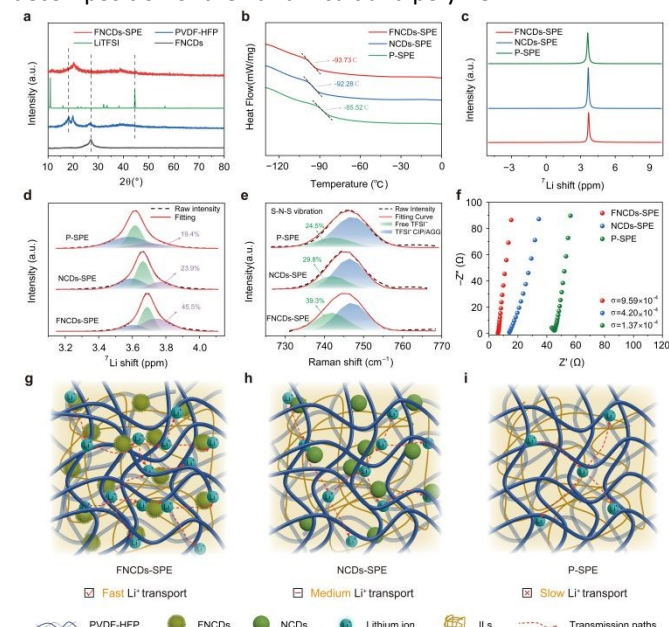 a
FNCDs-SPE
PVDF-HFP
LiTFSI
FNCDs
Intensity (a.u.)
10 20 30 40 50 60 70 80
2θ(°)
b
FNCDs-SPE
NCDs-SPE
P-SPE
-93.73℃
-92.28℃
-85.52℃
Heat Flow(mW/mg)
-120 -90 -60 -30 0
Temperature (℃)
c
FNCDs-SPE
NCDs-SPE
P-SPE
Intensity (a.u.)
-3 0 3 6 9
⁷Li shift (ppm)
d
Raw intensity
Fitting
P-SPE
19.4%
NCDs-SPE
23.9%
FNCDs-SPE
45.5%
Intensity (a.u.)
3.2 3.4 3.6 3.8 4.0
⁷Li shift (ppm)
e
S-N-S vibration
Raw Intensity
Fitting Curve
Free TFSI⁻
TFSI⁻ CIP/AGG
P-SPE
24.5%
NCDs-SPE
29.8%
FNCDs-SPE
39.3%
Intensity(a.u.)
730 740 750 760 770
Raman shift (cm⁻¹)
f
FNCDs-SPE
NCDs-SPE
P-SPE
σ=9.59×10⁻⁴
σ=4.20×10⁻⁴
σ=1.37×10⁻⁴
-Z'' (Ω)
100
80
60
40
20
0
0 20 40 60 80 100 120
Z' (Ω)
g
FNCDs-SPE
Fast Li⁺ transport
h
NCDs-SPE
Medium Li⁺ transport
i
P-SPE
Slow Li⁺ transport
PVDF-HFP FNCDs NCDs Lithium ion ILs Transmission paths